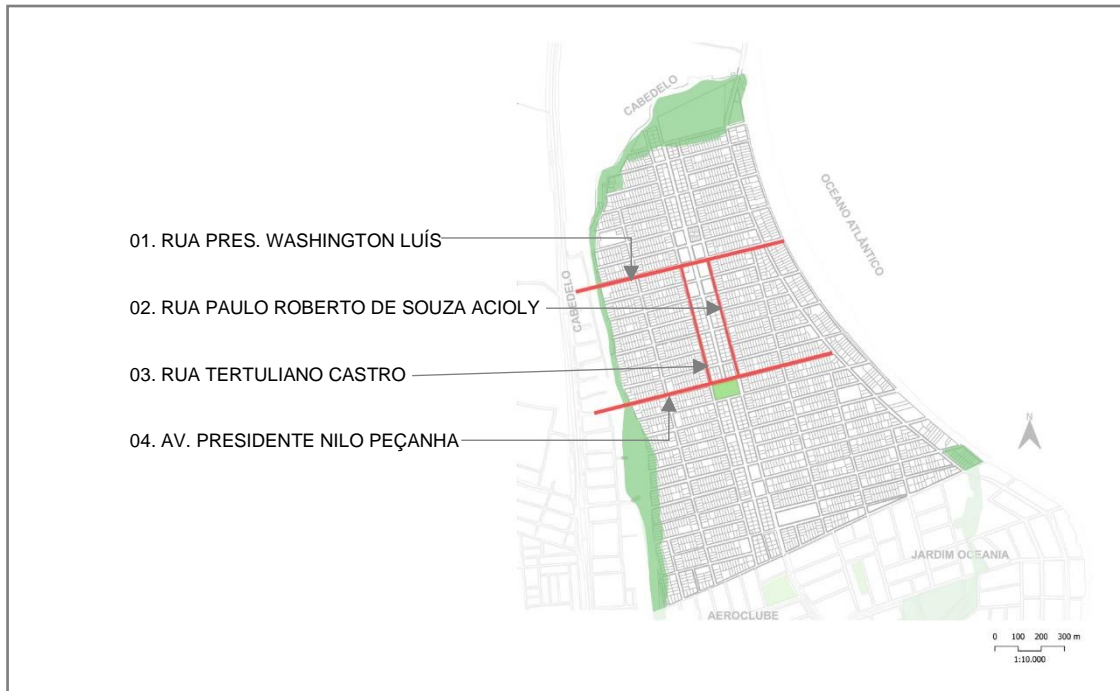 CABEDELO
OCEANO ATLÂNTICO
01. RUA PRES. WASHINGTON LUÍS
CABEDELO
02. RUA PAULO ROBERTO DE SOUZA ACIOLY
03. RUA TERTULIANO CASTRO
N
04. AV. PRESIDENTE NILO PEÇANHA
JARDIM OCEANIA
AEROCLUBE
0 100 200 300 m
1:10.000